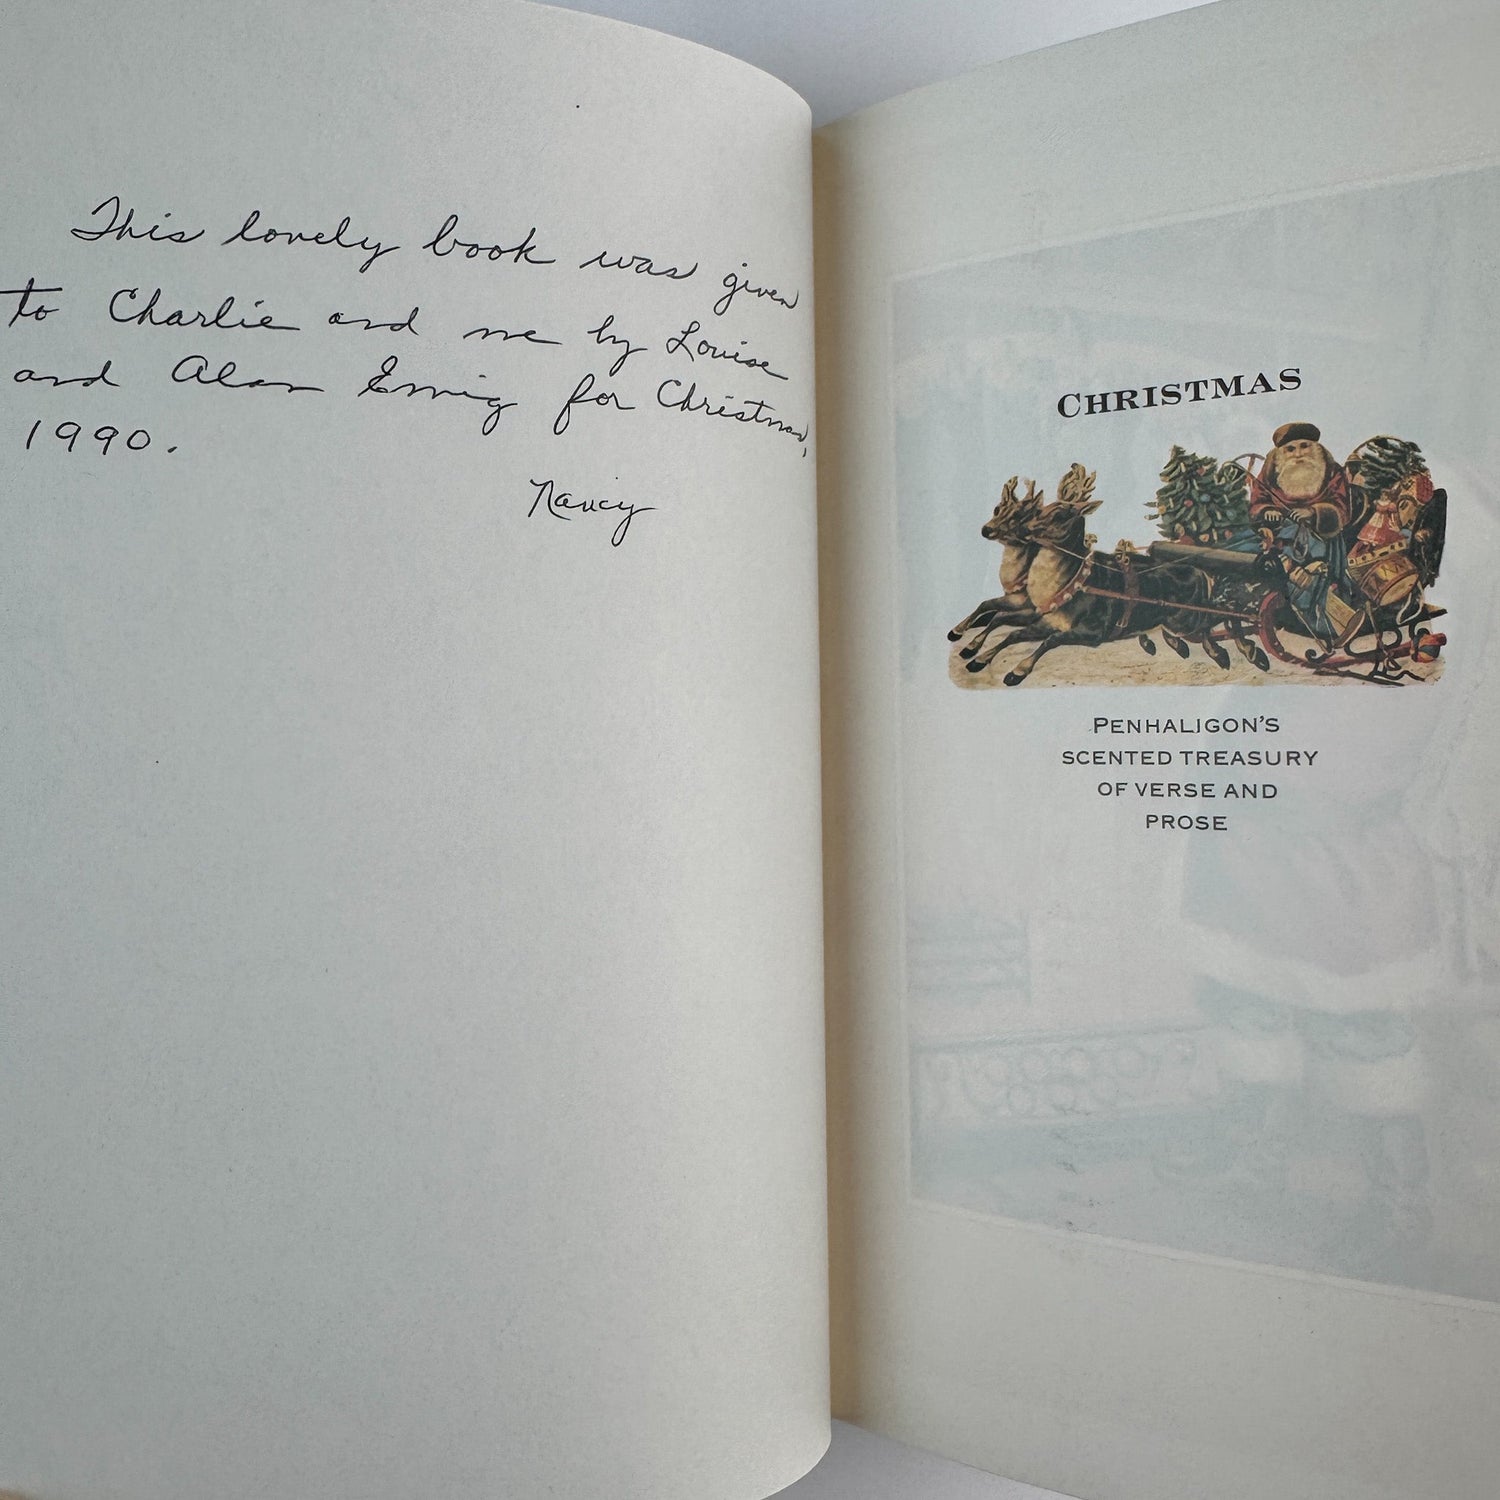 This lovely book was given
to Charlie and me by Louise
and Alan Emig for Christmas,
1990.
Nancy
CHRISTMAS
PENHALIGON'S
SCENTED TREASURY
OF VERSE AND
PROSE